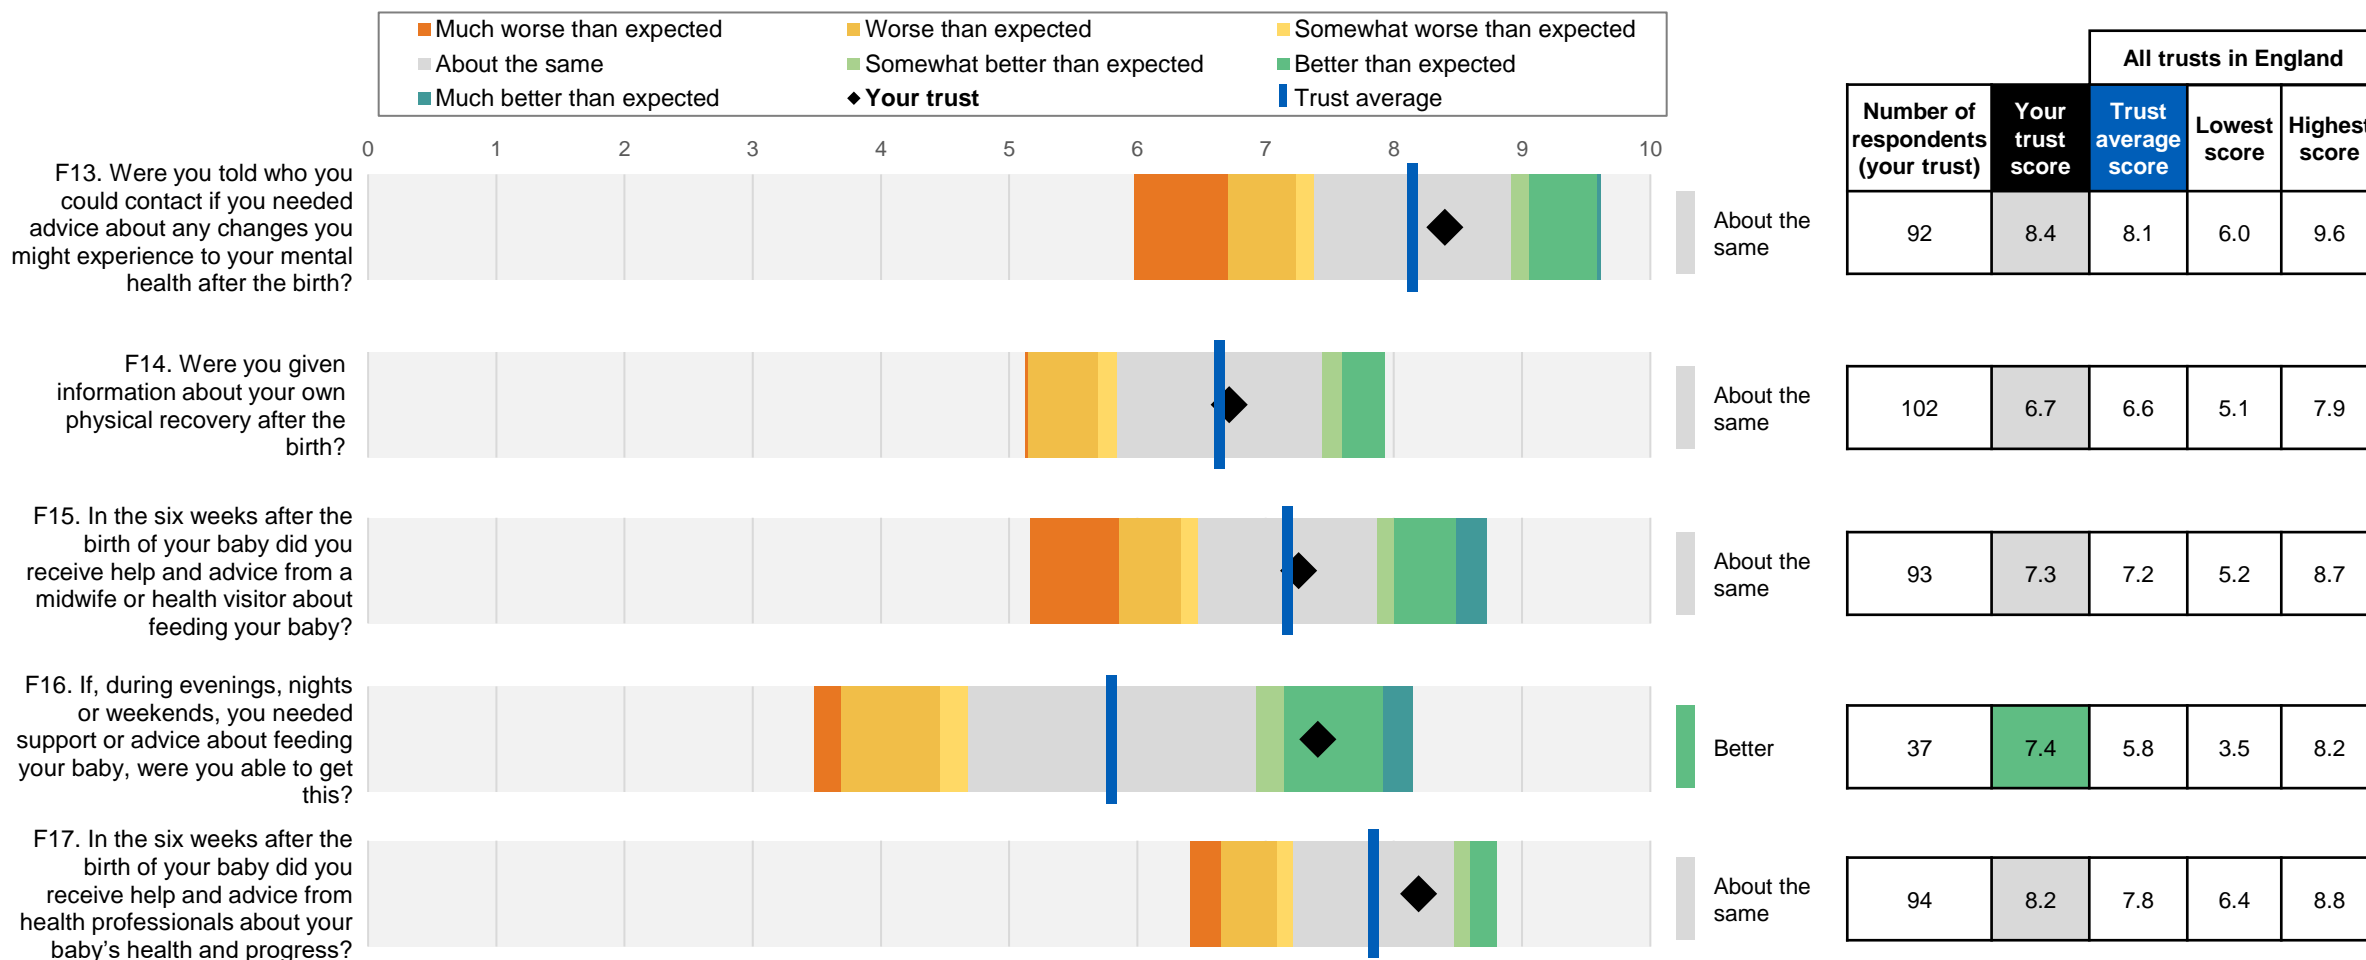 Much worse than expected
Worse than expected
Somewhat worse than expected
About the same
Somewhat better than expected
Better than expected
Much better than expected
Your trust
Trust average
All trusts in England
Number of
respondents
(your trust)
Your
trust
score
Trust
average
score
Lowest
score
Highest
score
0 1 2 3 4 5 6 7 8 9 10
F13. Were you told who you
could contact if you needed
advice about any changes you
might experience to your mental
health after the birth?
About the
same
92 8.4 8.1 6.0 9.6
F14. Were you given
information about your own
physical recovery after the
birth?
About the
same
102 6.7 6.6 5.1 7.9
F15. In the six weeks after the
birth of your baby did you
receive help and advice from a
midwife or health visitor about
feeding your baby?
About the
same
93 7.3 7.2 5.2 8.7
F16. If, during evenings, nights
or weekends, you needed
support or advice about feeding
your baby, were you able to get
this?
Better
37 7.4 5.8 3.5 8.2
F17. In the six weeks after the
birth of your baby did you
receive help and advice from
health professionals about your
baby’s health and progress?
About the
same
94 8.2 7.8 6.4 8.8